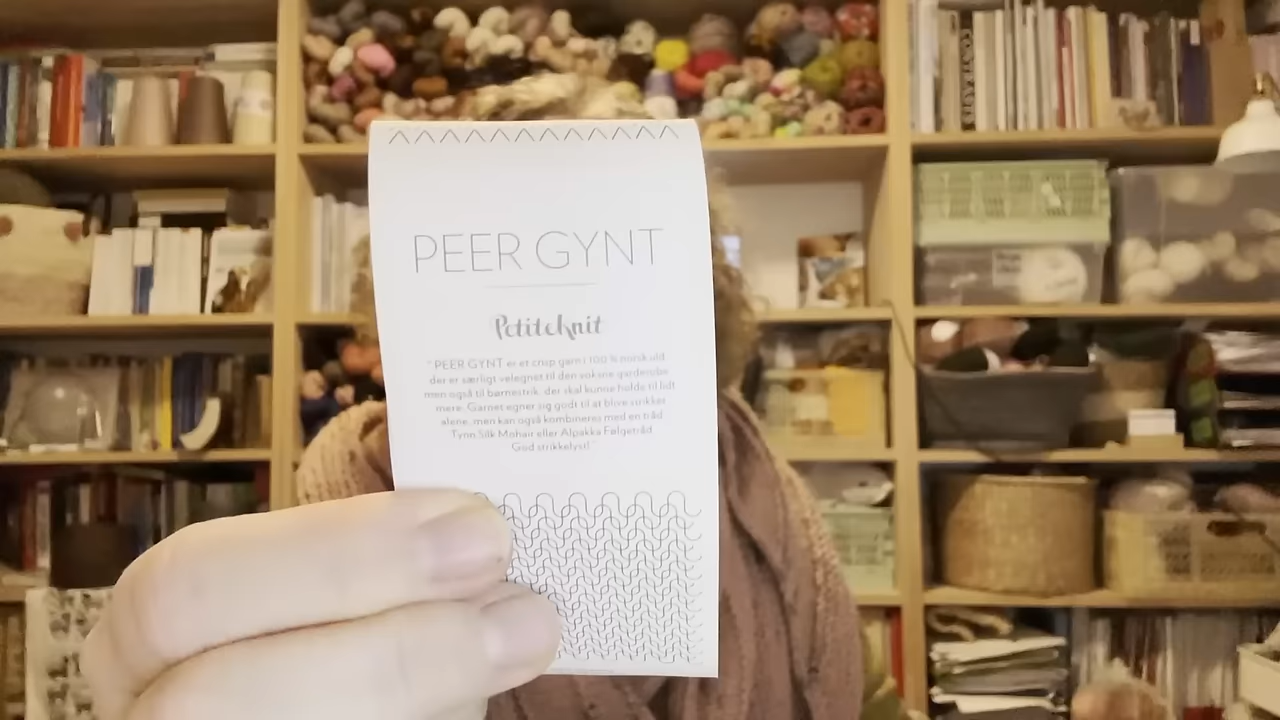 PEER GYNT
PetiteKnit
"PEER GYNT er et crisp garn i 100 % norsk uld
der er særligt velegnet til den voksne garderobe
men også til børnestrik, der skal kunne holde til lidt
mere. Garnet egner sig godt til at blive strikket
alene, men kan også kombineres med en tråd
Tynn Silk Mohair eller Alpakka Følgetråd
God strikkelyst!"
CONTRASTS